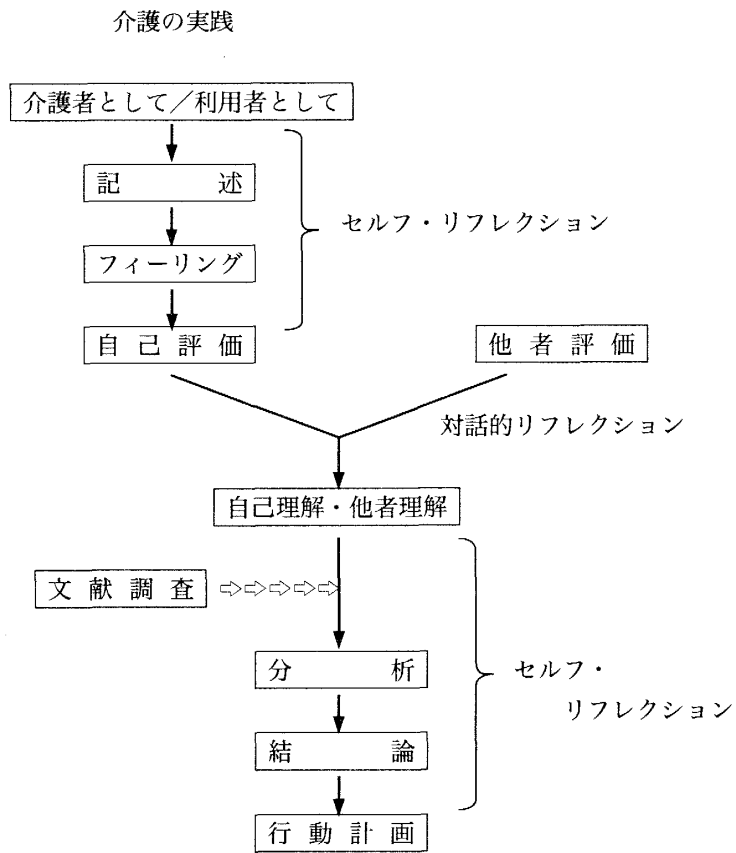 介護の実践
介護者として／利用者として
記述
フィーリング
セルフ・リフレクション
自己評価
他者評価
対話的リフレクション
自己理解・他者理解
文献調査
分析
セルフ・
リフレクション
結論
行動計画